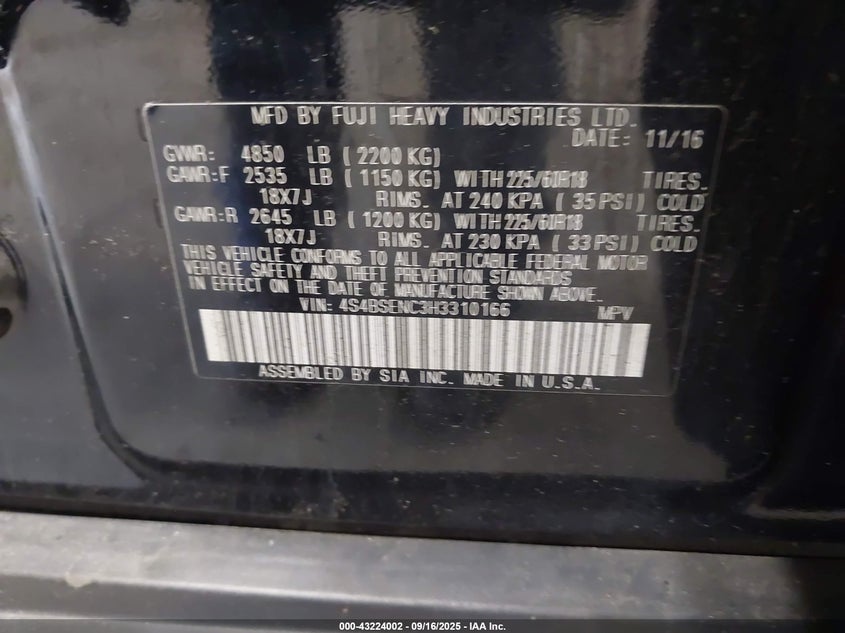 MFD BY FUJI HEAVY INDUSTRIES LTD.
DATE: 11/16
GVWR: 4850 LB (2200 KG)
GAWR:F 2535 LB (1150 KG) WITH 225/60R18 TIRES.
18X7J RIMS. AT 240 KPA (35 PSI) COLD
GAWR:R 2645 LB (1200 KG) WITH 225/60R18 TIRES.
18X7J RIMS. AT 230 KPA (33 PSI) COLD
THIS VEHICLE CONFORMS TO ALL APPLICABLE FEDERAL MOTOR
VEHICLE SAFETY AND THEFT PREVENTION STANDARDS
IN EFFECT ON THE DATE OF MANUFACTURE SHOWN ABOVE.
VIN: 4S4BSENC3H3310166 MPV
ASSEMBLED BY SIA INC. MADE IN U.S.A.
000-43224002 - 09/16/2025 - IAA Inc.